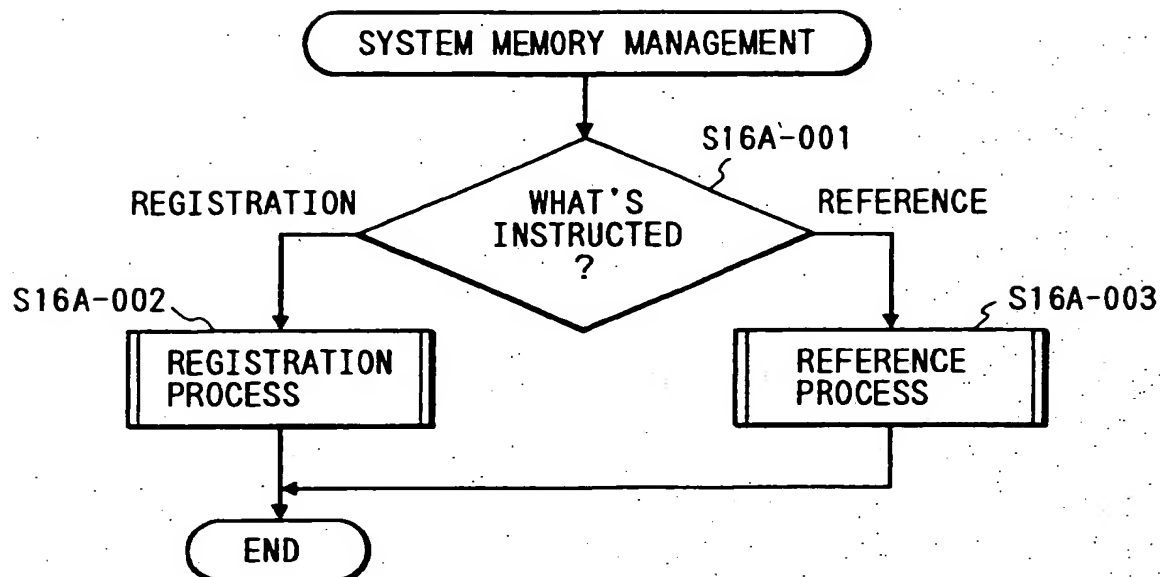 SYSTEM MEMORY MANAGEMENT
S16A-001
REGISTRATION
WHAT'S
INSTRUCTED
?
REFERENCE
S16A-002
S16A-003
REGISTRATION
PROCESS
REFERENCE
PROCESS
END